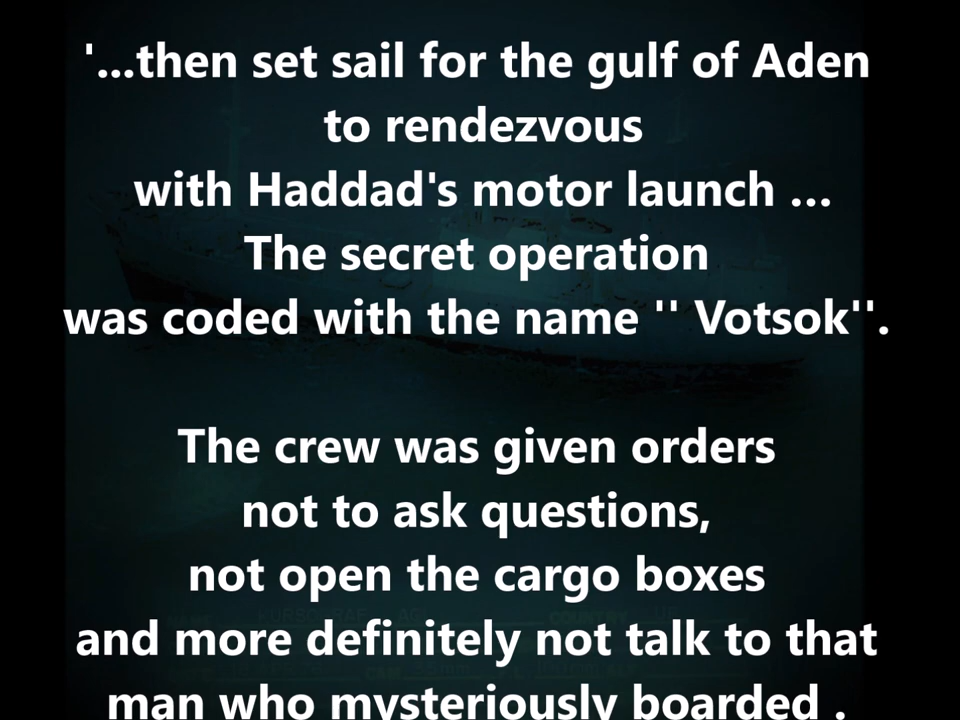 '...then set sail for the gulf of Aden
to rendezvous
with Haddad's motor launch ...
The secret operation
was coded with the name '' Votsok''.
The crew was given orders
not to ask questions,
not open the cargo boxes
and more definitely not talk to that
man who mysteriously boarded .